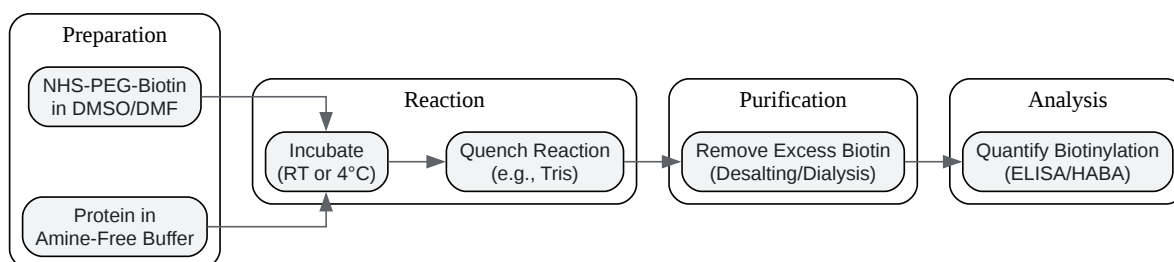 Preparation
NHS-PEG-Biotin
in DMSO/DMF
Protein in
Amine-Free Buffer
Reaction
Incubate
(RT or 4°C)
Quench Reaction
(e.g., Tris)
Purification
Remove Excess Biotin
(Desalting/Dialysis)
Analysis
Quantify Biotinylation
(ELISA/HABA)